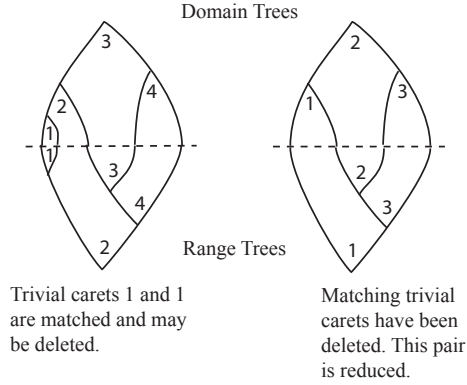 Domain Trees
3 2
2 4 1 3
1
1
3 2
4 3
2 Range Trees 1
Trivial carets 1 and 1
are matched and may
be deleted.
Matching trivial
carets have been
deleted. This pair
is reduced.